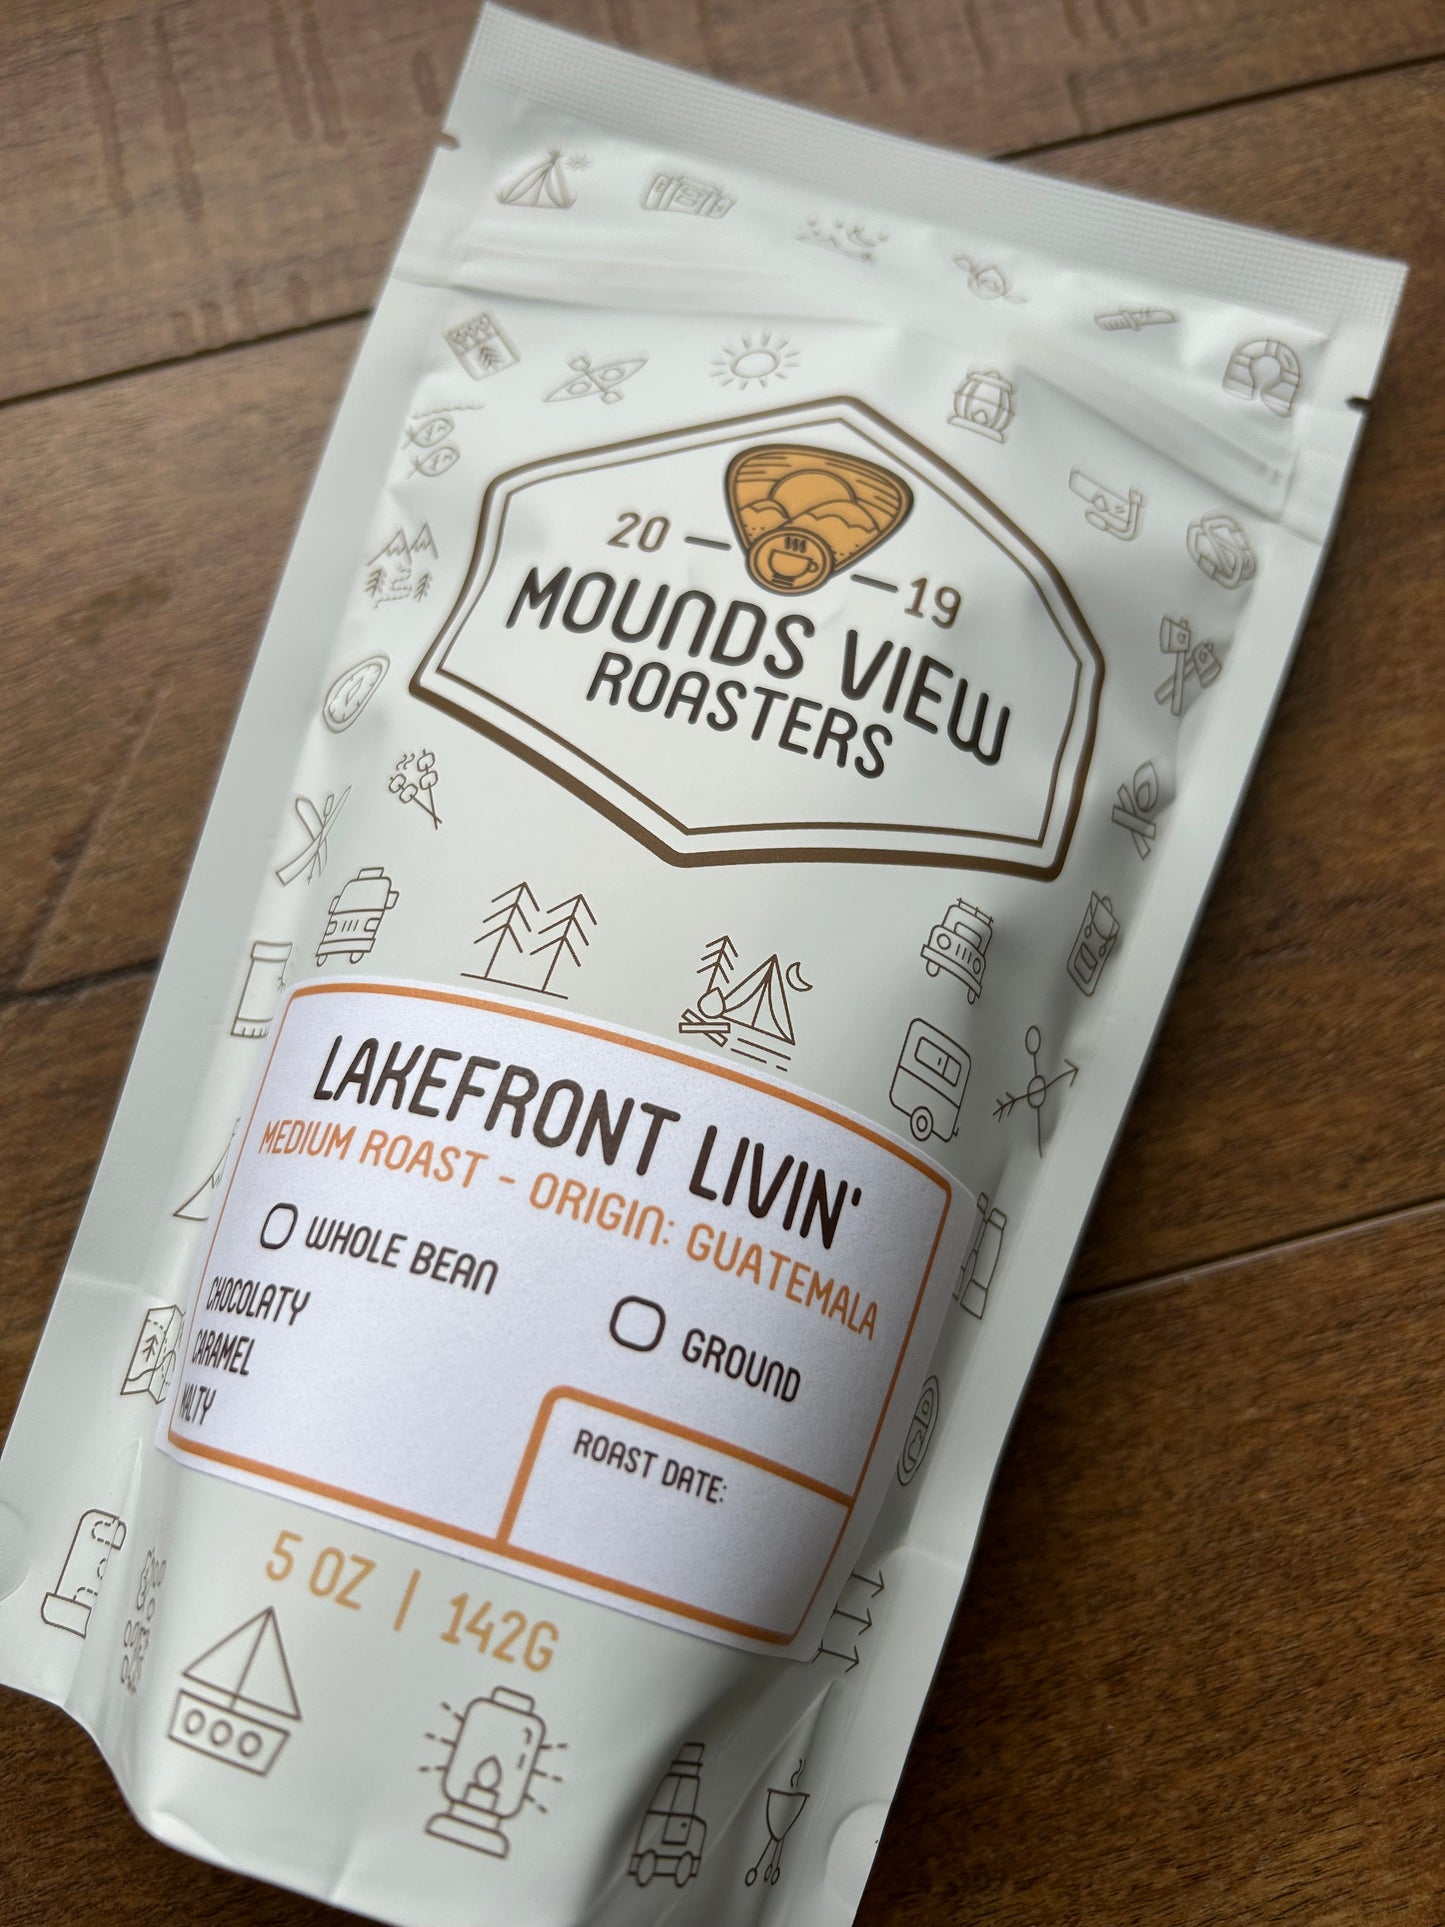 20 19
MOUNDS VIEW
ROASTERS
LAKEFRONT LIVIN'
MEDIUM ROAST - ORIGIN: GUATEMALA
WHOLE BEAN
GROUND
CHOCOLATY
CARAMEL
MALTY
ROAST DATE:
5 OZ | 142G